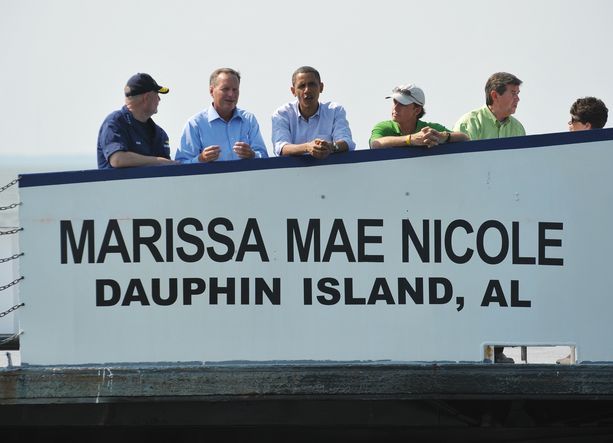 MARISSA MAE NICOLE
DAUPHIN ISLAND, AL